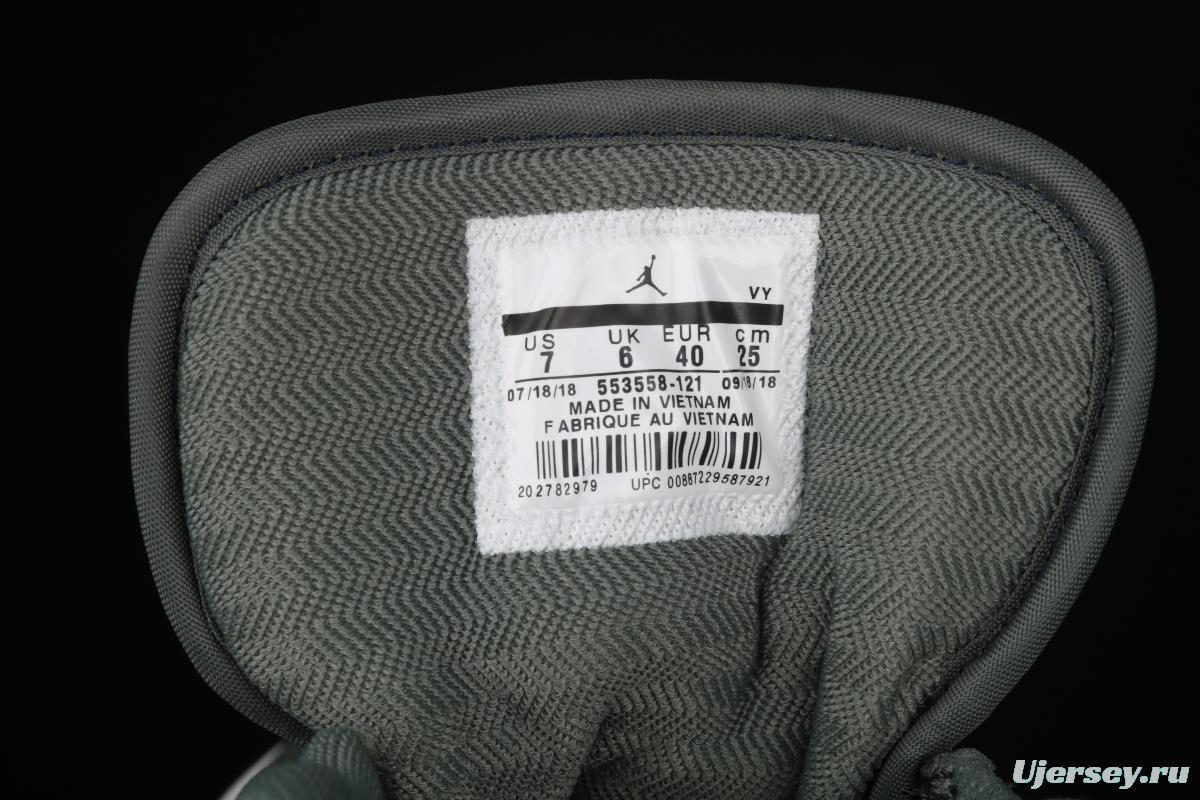 VY
US UK EUR cm
7 6 40 25
07/18/18 553558-121 09/18/18
MADE IN VIETNAM
FABRIQUE AU VIETNAM
202782979 UPC 00887229587921
Ujersey.ru